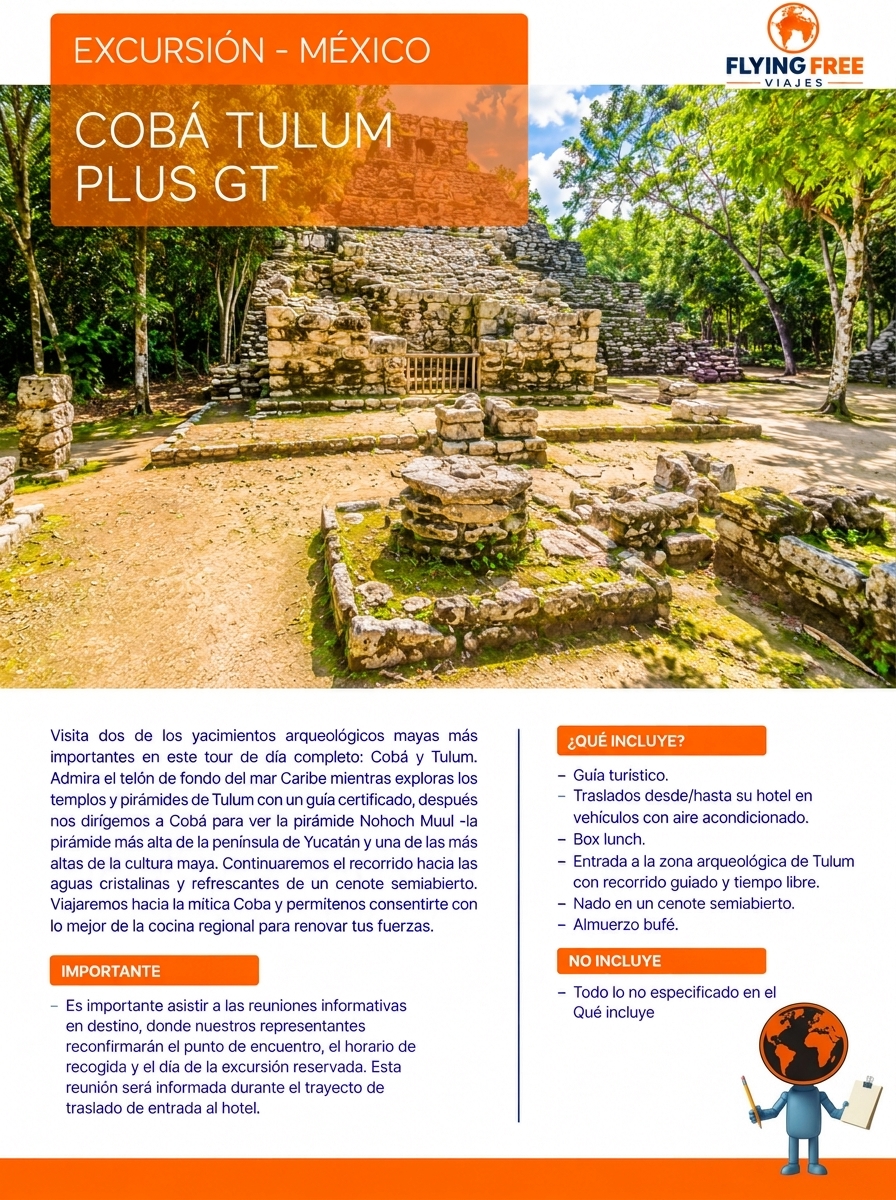 EXCURSIÓN - MÉXICO
FLYING FREE
VIAJES
COBÁ TULUM
PLUS GT
Visita dos de los yacimientos arqueológicos mayas más
importantes en este tour de día completo: Cobá y Tulum.
Admira el telón de fondo del mar Caribe mientras exploras los
templos y pirámides de Tulum con un guía certificado, después
nos dirígemos a Cobá para ver la pirámide Nohoch Muul -la
pirámide más alta de la península de Yucatán y una de las más
altas de la cultura maya. Continuaremos el recorrido hacia las
aguas cristalinas y refrescantes de un cenote semiabierto.
Viajaremos hacia la mítica Coba y permítenos consentirte con
lo mejor de la cocina regional para renovar tus fuerzas.
IMPORTANTE
– Es importante asistir a las reuniones informativas
en destino, donde nuestros representantes
reconfirmarán el punto de encuentro, el horario de
recogida y el día de la excursión reservada. Esta
reunión será informada durante el trayecto de
traslado de entrada al hotel.
¿QUÉ INCLUYE?
– Guía turístico.
– Traslados desde/hasta su hotel en
vehículos con aire acondicionado.
– Box lunch.
– Entrada a la zona arqueológica de Tulum
con recorrido guiado y tiempo libre.
– Nado en un cenote semiabierto.
– Almuerzo bufé.
NO INCLUYE
– Todo lo no especificado en el
Qué incluye